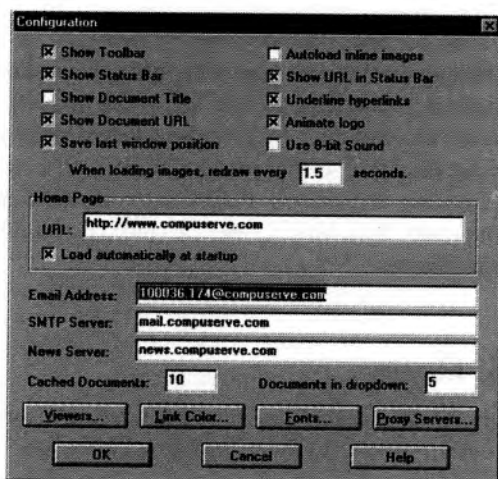 Configuration
Show Toolbar
Autoload inline images
Show Status Bar
Show URL in Status Bar
Show Document Title
Underline hyperlinks
Show Document URL
Animate logo
Save last window position
Use 8-bit Sound
When loading images, redraw every 1.5 seconds.
Home Page
URL: http://www.compuserve.com
Load automatically at startup
Email Address: 100036.174@compuserve.com
SMTP Server: mail.compuserve.com
News Server: news.compuserve.com
Cached Documents: 10 Documents in dropdown: 5
Viewers... Link Color... Fonts... Proxy Servers...
OK Cancel Help